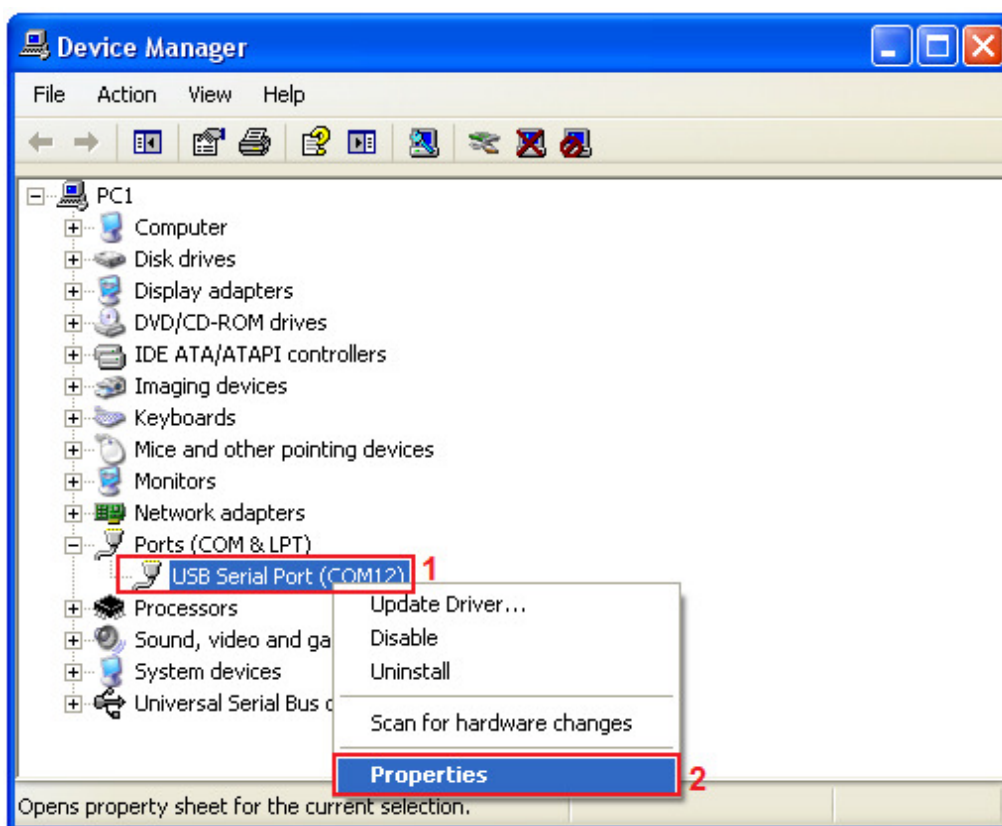 Device Manager
File Action View Help
PC1
Computer
Disk drives
Display adapters
DVD/CD-ROM drives
IDE ATA/ATAPI controllers
Imaging devices
Keyboards
Mice and other pointing devices
Monitors
Network adapters
Ports (COM & LPT)
USB Serial Port (COM12) 1
Processors
Sound, video and ga
System devices
Universal Serial Bus c
Update Driver...
Disable
Uninstall
Scan for hardware changes
Properties 2
Opens property sheet for the current selection.